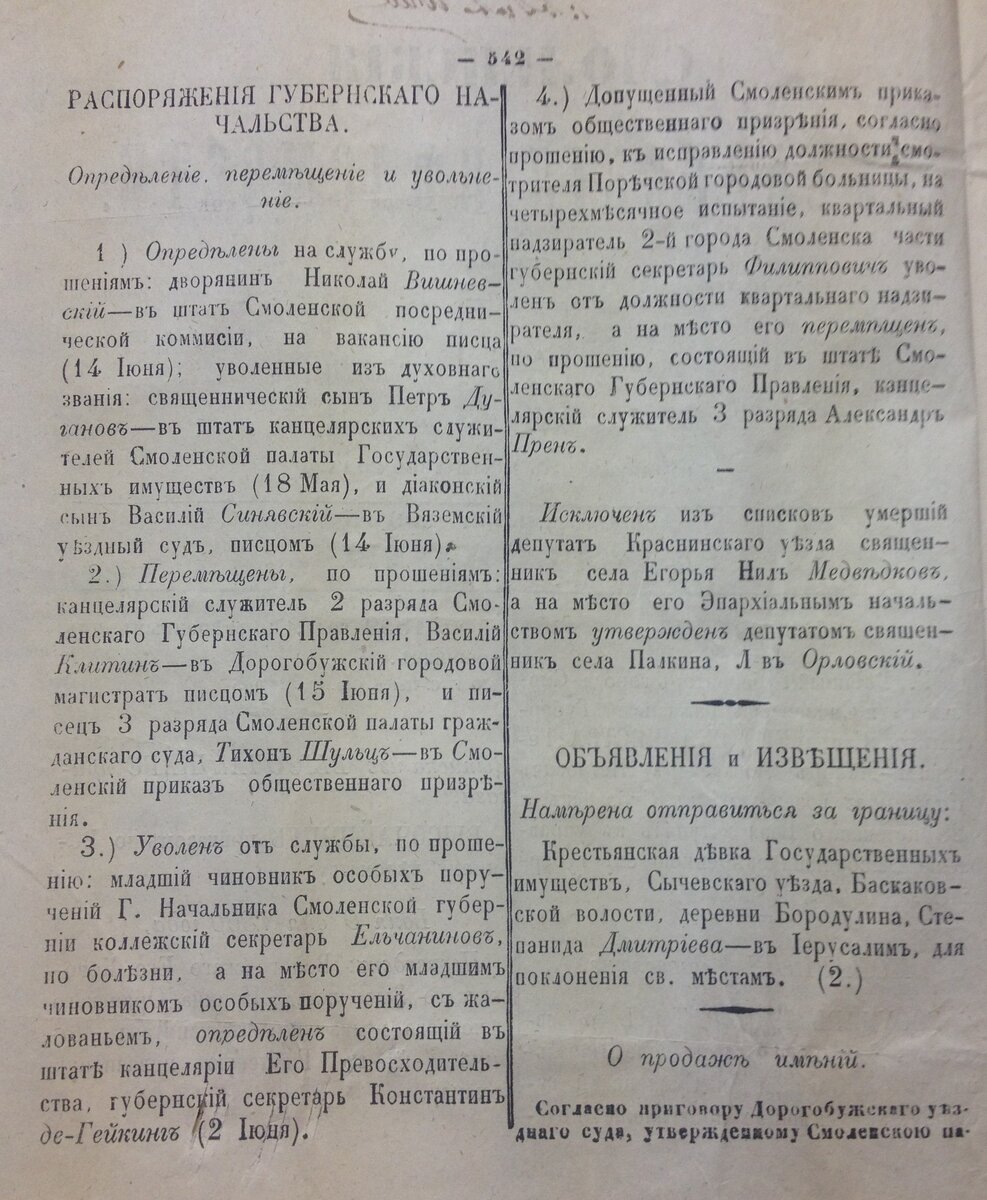 — 542 —
РАСПОРЯЖЕНІЯ ГУБЕРНСКАГО НА-
ЧАЛЬСТВА.
Опредѣленіе. перемѣщеніе и увольне-
ніе.
1 ) Опредѣлены на службу, по про-
шеніямъ: дворянинъ Николай Вишнев-
скій—въ штатъ Смоленской посредни-
ческой коммисіи, на вакансію писца
(14 Іюня); уволенные изъ духовнаго
званія: священническій сынъ Петръ Ду-
гановъ—въ штатъ канцелярскихъ служи-
телей Смоленской палаты Государствен-
ныхъ имуществъ (18 Мая), и діаконскій
сынъ Василій Синявскій—въ Вяземскій
уѣздный судъ, писцомъ (14 Іюня).
2.) Перемѣщены, по прошеніямъ:
канцелярскій служитель 2 разряда Смо-
ленскаго Губернскаго Правленія, Василій
Клитинъ—въ Дорогобужскій городовой
магистратъ писцомъ (15 Іюня), и пи-
сецъ 3 разряда Смоленской палаты граж-
данскаго суда, Тихонъ Шульцъ—въ Смо-
ленскій приказъ общественнаго призрѣ-
нія.
3.) Уволенъ отъ службы, по проше-
нію: младшій чиновникъ особыхъ пору-
ченій Г. Начальника Смоленской губер-
ніи коллежскій секретарь Ельчаниновъ,
по болѣзни, а на мѣсто его младшимъ
чиновникомъ особыхъ порученій, съ жа-
лованьемъ, опредѣленъ состоящій въ
штатѣ канцеляріи Его Превосходитель-
ства, губернскій секретарь Константинъ
де-Гейкингъ (2 Іюня).
4.) Допущенный Смоленскимъ прика-
зомъ общественнаго призрѣнія, согласно
прошенію, къ исправленію должности смо-
трителя Порѣчской городовой больницы, на
четырехмѣсячное испытаніе, квартальный
надзиратель 2-й города Смоленска части
губернскій секретарь Филипповичъ уво-
ленъ отъ должности квартальнаго надзи-
рателя, а на мѣсто его перемѣщенъ,
по прошенію, состоящій въ штатѣ Смо-
ленскаго Губернскаго Правленія, канце-
лярскій служитель 3 разряда Александръ
Пренъ.
Исключенъ изъ списковъ умершій
депутатъ Краснинскаго уѣзда священ-
никъ села Егорья Нилъ Медвѣдковъ,
а на мѣсто его Эпархіальнымъ началь-
ствомъ утвержденъ депутатомъ священ-
никъ села Палкина, Л въ Орловскій.
ОБЪЯВЛЕНІЯ и ИЗВѢЩЕНІЯ.
Намѣрена отправиться за границу:
Крестьянская дѣвка Государственныхъ
имуществъ, Сычевскаго уѣзда, Баскаков-
ской волости, деревни Бородулина, Сте-
панида Дмитріева—въ Іерусалимъ, для
поклоненія св. мѣстамъ. (2.)
О продажѣ имѣній.
Согласно приговору Дорогобужскаго уѣз-
днаго суда, утвержденному Смоленскою па-